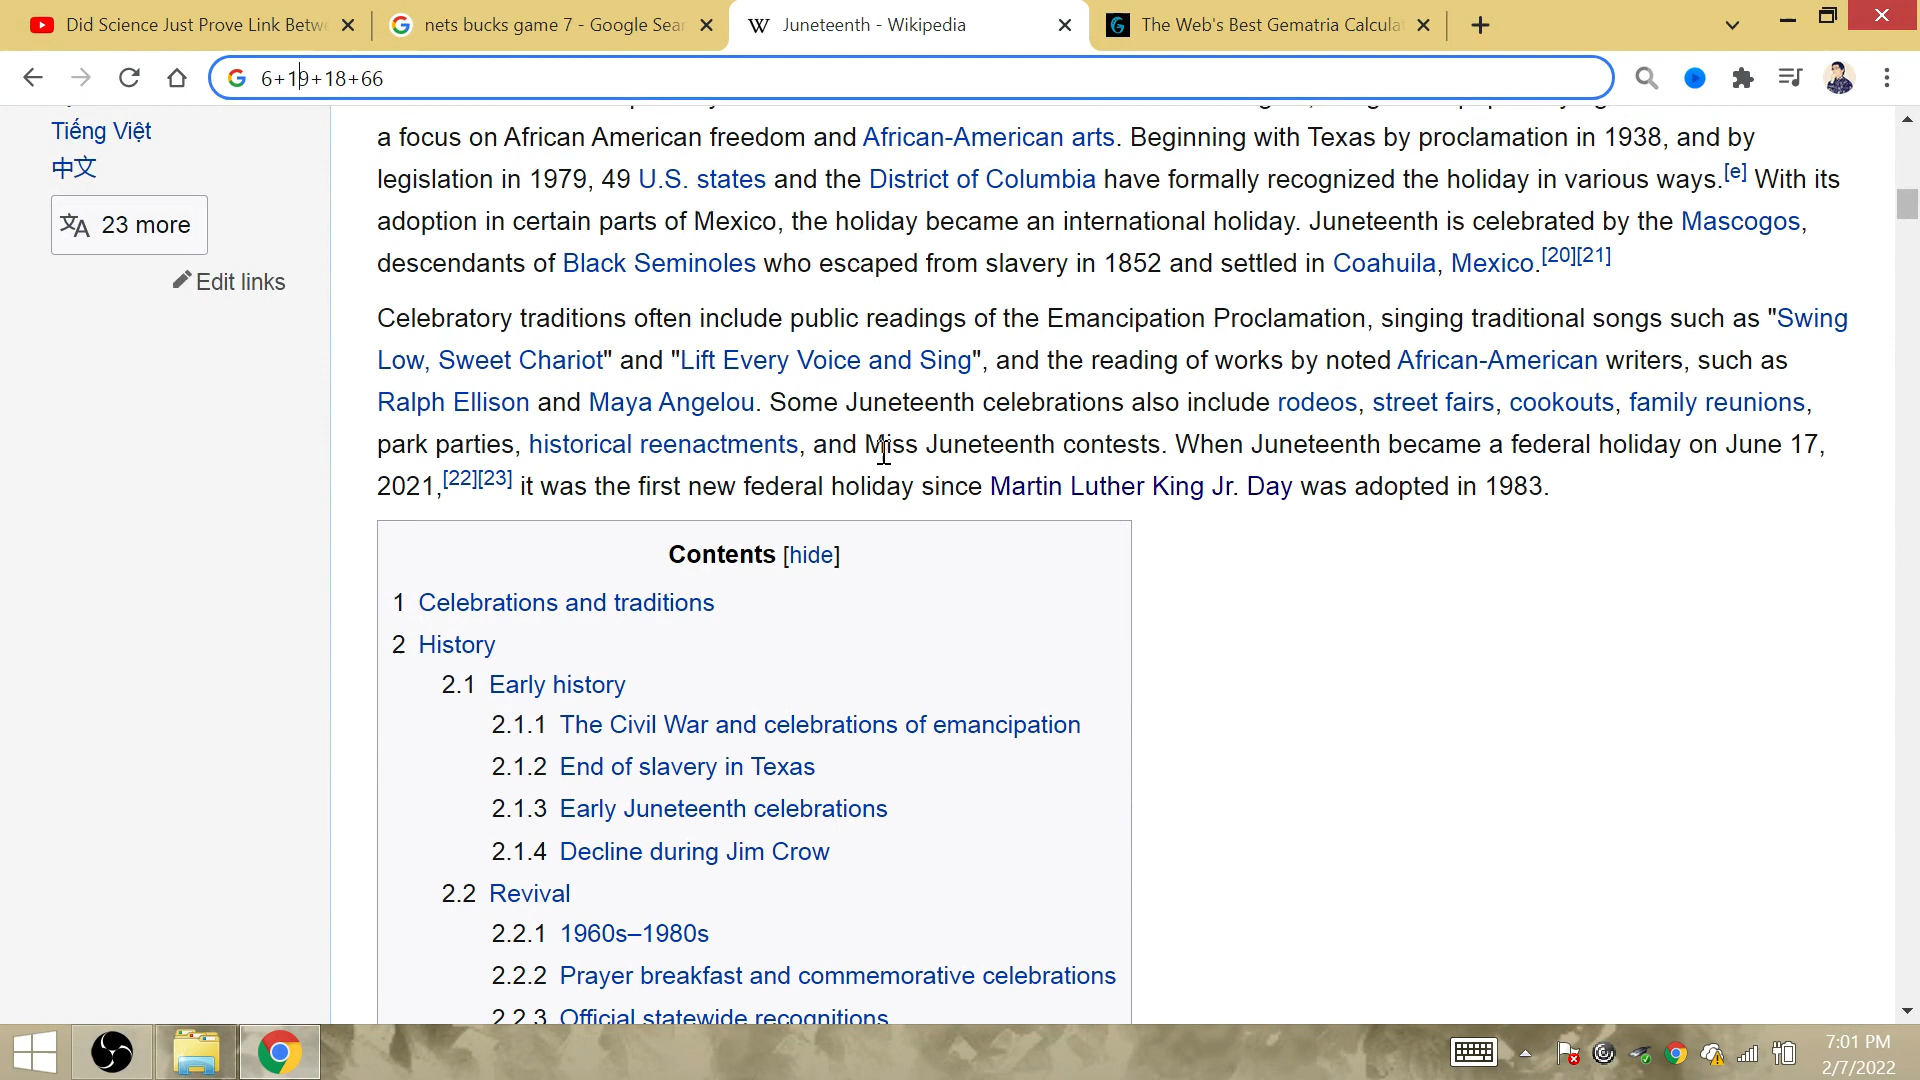 Did Science Just Prove Link Betw
nets bucks game 7 - Google Sear
Juneteenth - Wikipedia
The Web's Best Gematria Calculat
6+19+18+66
Tiếng Việt
中文
23 more
Edit links
a focus on African American freedom and African-American arts. Beginning with Texas by proclamation in 1938, and by
legislation in 1979, 49 U.S. states and the District of Columbia have formally recognized the holiday in various ways.[e] With its
adoption in certain parts of Mexico, the holiday became an international holiday. Juneteenth is celebrated by the Mascogos,
descendants of Black Seminoles who escaped from slavery in 1852 and settled in Coahuila, Mexico.[20][21]
Celebratory traditions often include public readings of the Emancipation Proclamation, singing traditional songs such as "Swing
Low, Sweet Chariot" and "Lift Every Voice and Sing", and the reading of works by noted African-American writers, such as
Ralph Ellison and Maya Angelou. Some Juneteenth celebrations also include rodeos, street fairs, cookouts, family reunions,
park parties, historical reenactments, and Miss Juneteenth contests. When Juneteenth became a federal holiday on June 17,
2021,[22][23] it was the first new federal holiday since Martin Luther King Jr. Day was adopted in 1983.
Contents [hide]
1 Celebrations and traditions
2 History
2.1 Early history
2.1.1 The Civil War and celebrations of emancipation
2.1.2 End of slavery in Texas
2.1.3 Early Juneteenth celebrations
2.1.4 Decline during Jim Crow
2.2 Revival
2.2.1 1960s–1980s
2.2.2 Prayer breakfast and commemorative celebrations
2.2.3 Official statewide recognitions
7:01 PM
2/7/2022